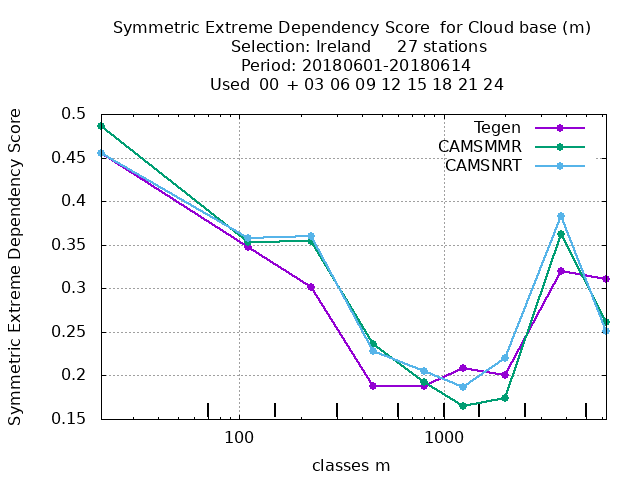 Symmetric Extreme Dependency Score  for Cloud base (m)
Selection: Ireland     27 stations
Period: 20180601-20180614
Used  00 + 03 06 09 12 15 18 21 24
Symmetric Extreme Dependency Score
0.5
0.45
0.4
0.35
0.3
0.25
0.2
0.15
Tegen
CAMSMMR
CAMSNRT
100
1000
classes m